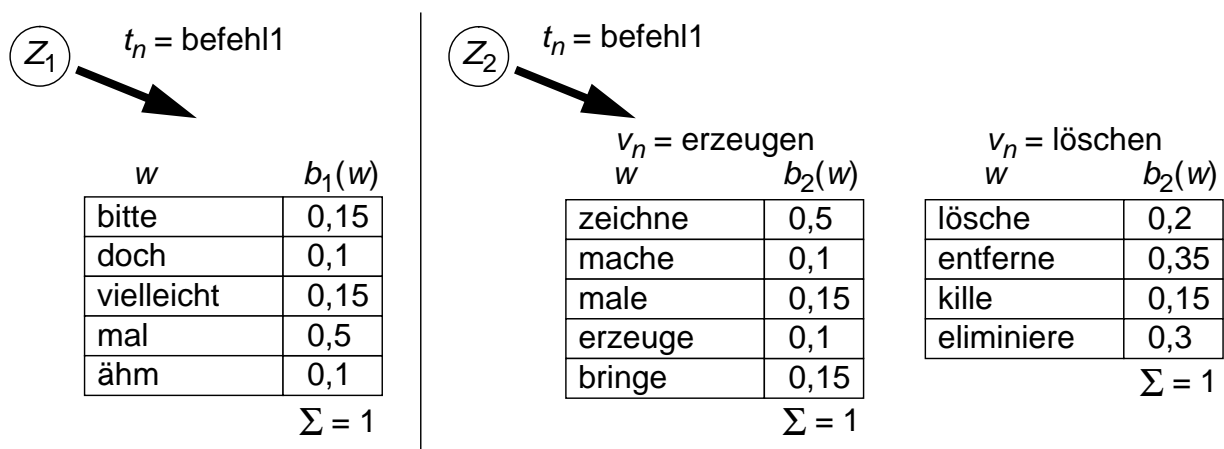 Z1 tn = befehl1
w b1(w)
bitte 0,15
doch 0,1
vielleicht 0,15
mal 0,5
ähm 0,1
Σ = 1
Z2 tn = befehl1
vn = erzeugen
w b2(w)
zeichne 0,5
mache 0,1
male 0,15
erzeuge 0,1
bringe 0,15
Σ = 1
vn = löschen
w b2(w)
lösche 0,2
entferne 0,35
kille 0,15
eliminiere 0,3
Σ = 1